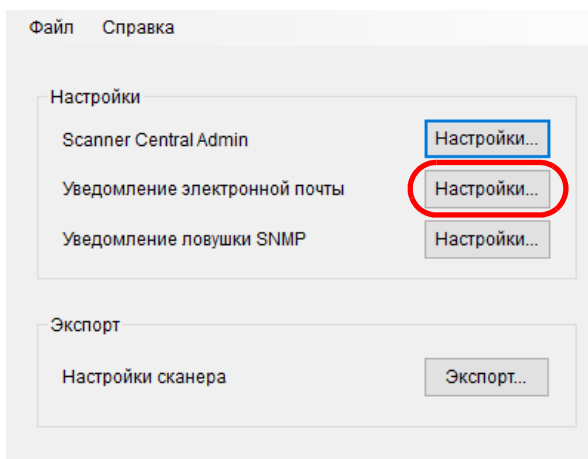 Файл Справка
Настройки
Scanner Central Admin Настройки...
Уведомление электронной почты Настройки...
Уведомление ловушки SNMP Настройки...
Экспорт
Настройки сканера Экспорт...